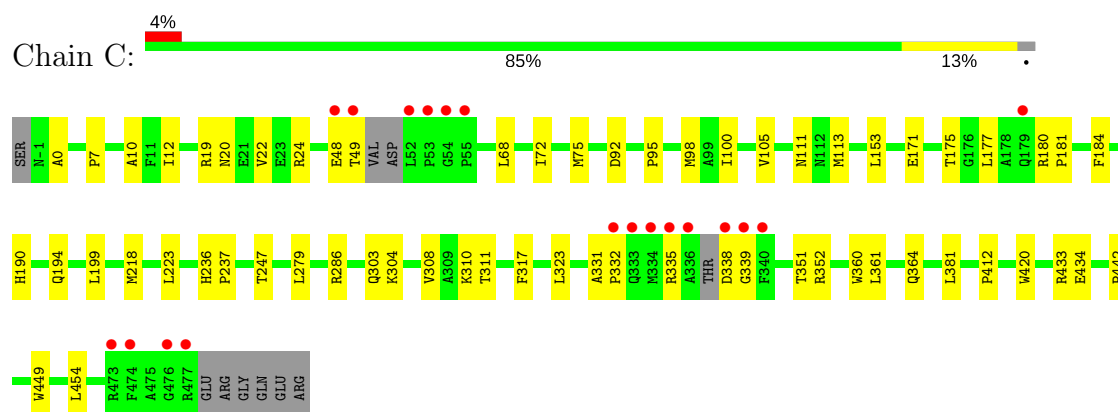 4%
Chain C:
85% 13% •
SER N-1 A0 P7 A10 F11 I12 R19 N20 E21 V22 E23 R24 E48 T49 VAL ASP L52 P53 G54 P55 L68 I72 M75 D92 P95 M98 A99 I100 V105 N111 N112 M113 L153 E171 T175 G176 L177 A178 Q179 R180 P181 F184
H190 Q194 L199 M218 L223 H236 P237 T247 L279 R286 Q303 K304 V308 A309 K310 T311 F317 L323 A331 P332 Q333 M334 R335 A336 THR D338 G339 F340 T351 R352 W360 L361 Q364 L381 P412 W420 R433 E434
W449 L454 R473 F474 A475 G476 R477 GLU ARG GLY GLN GLU ARG